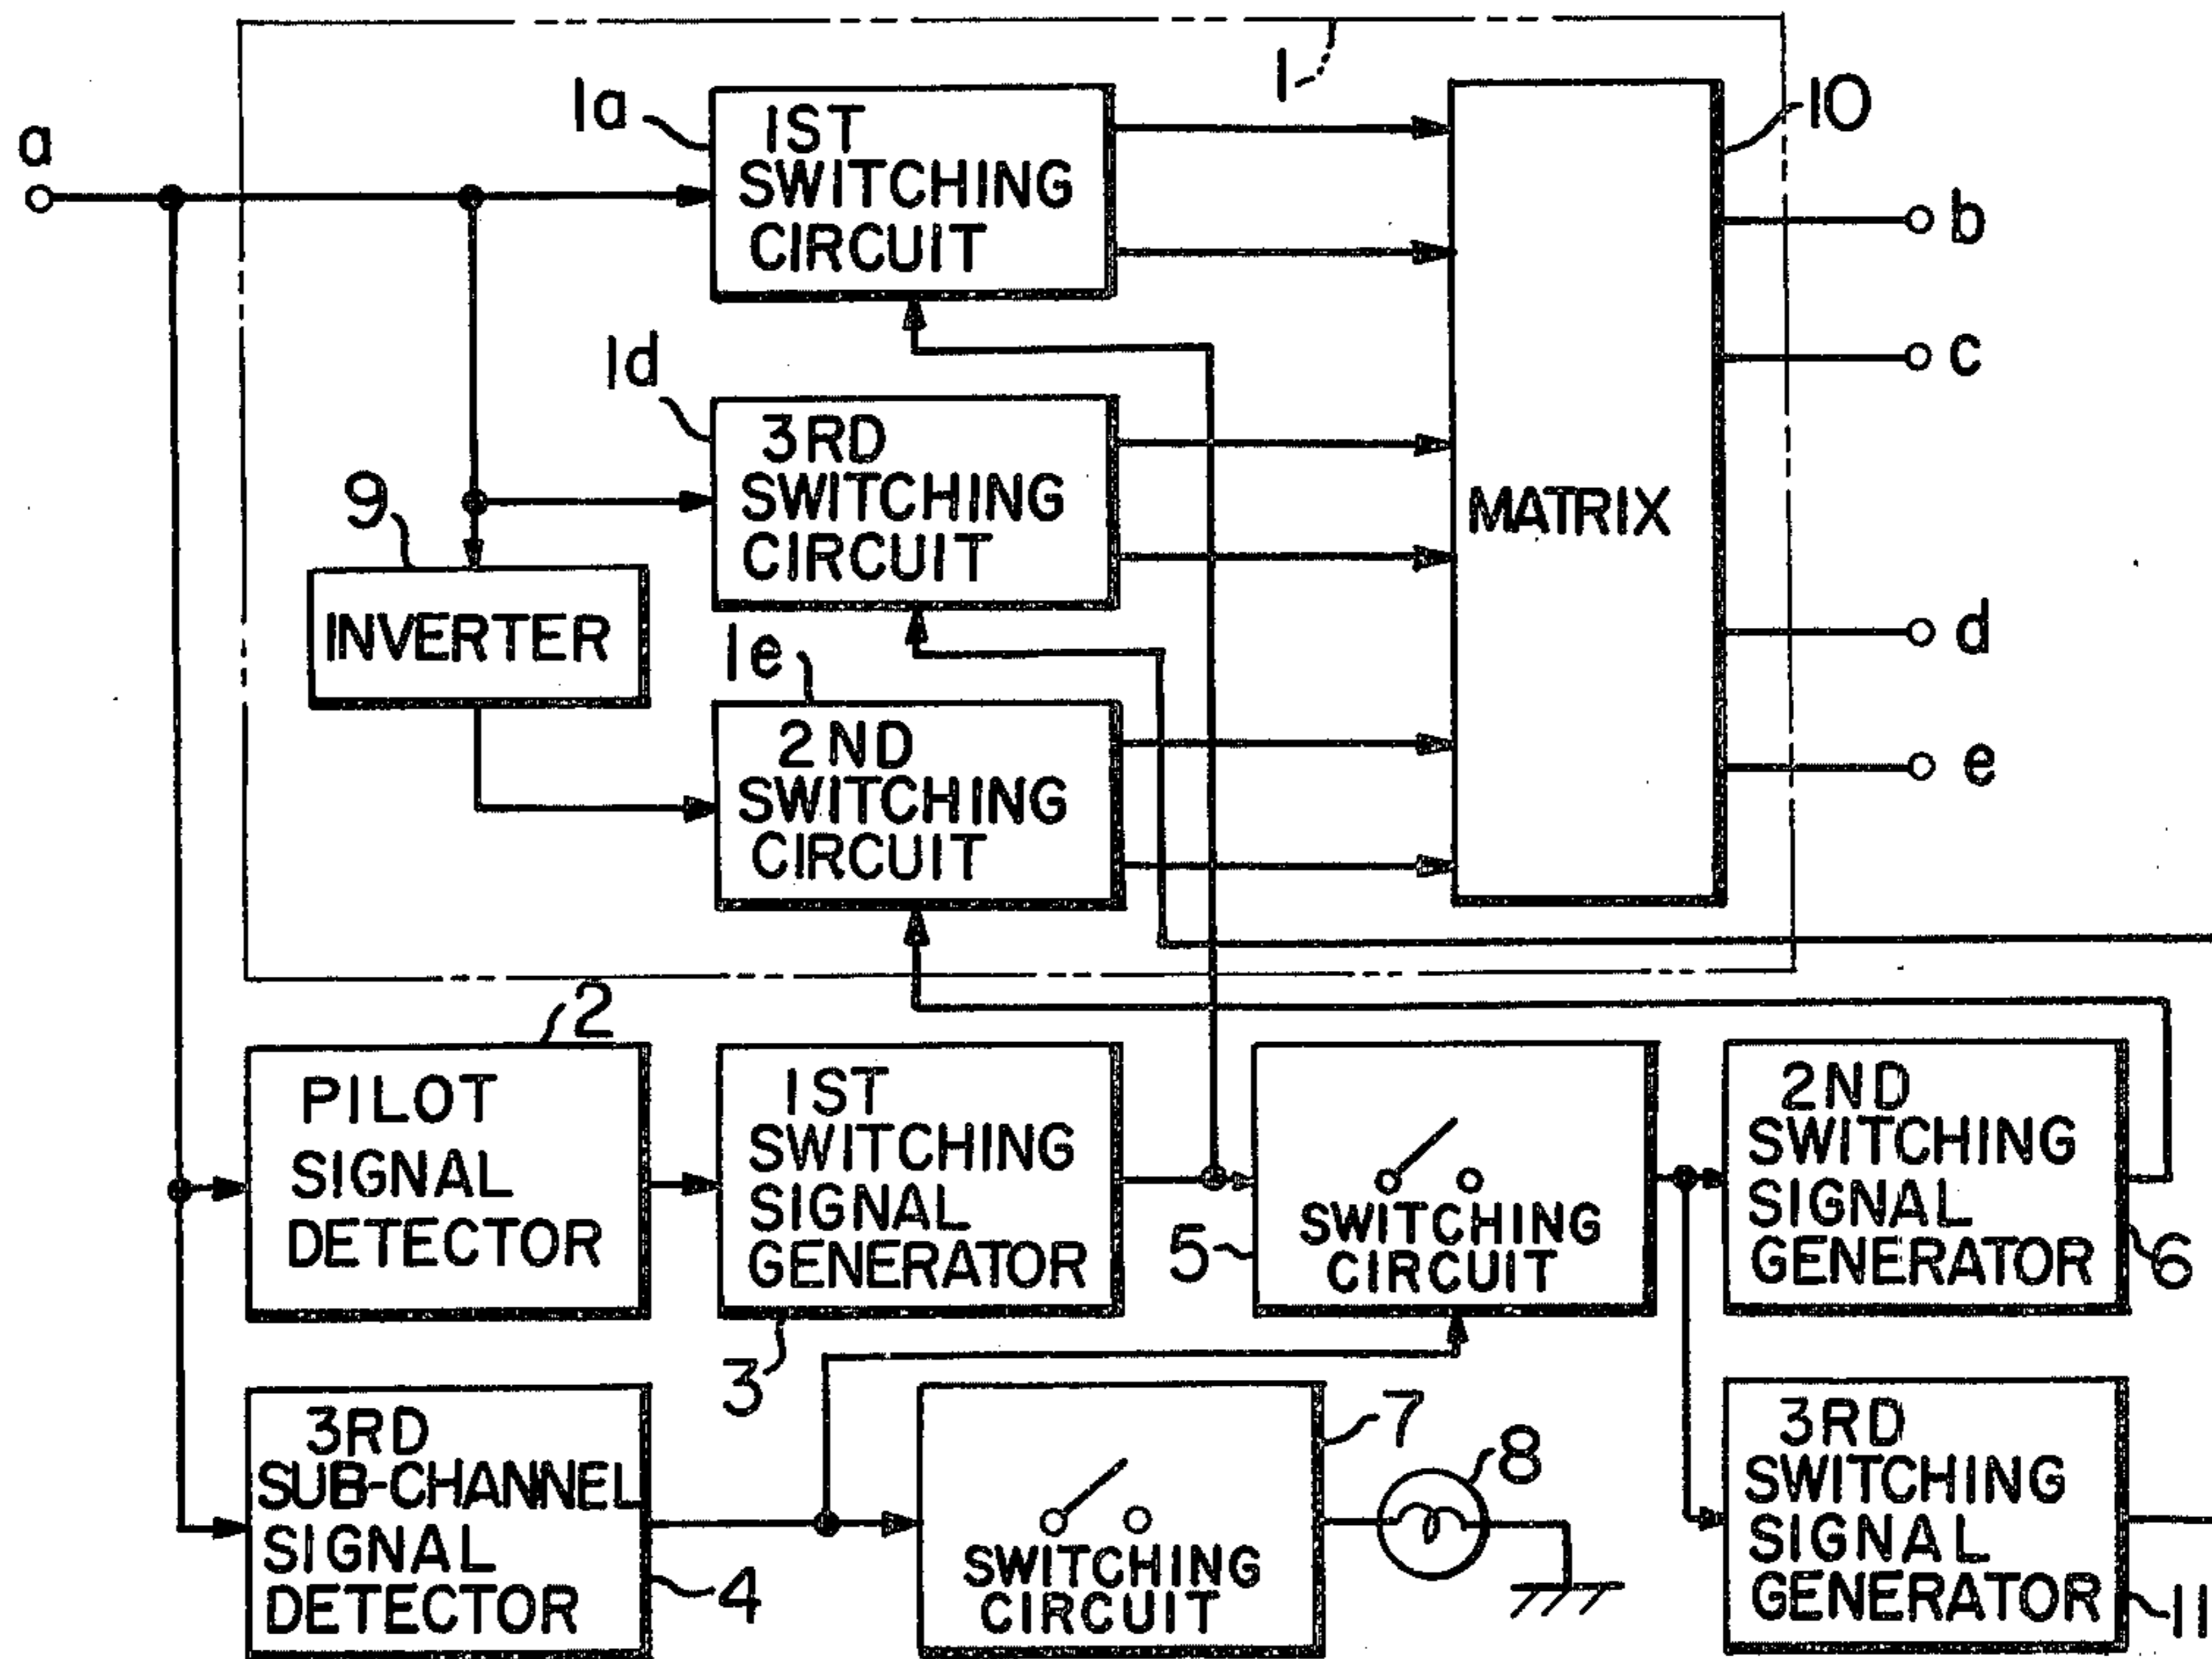 1
1a
1ST
SWITCHING
CIRCUIT
10
a
b
c
1d
3RD
SWITCHING
CIRCUIT
MATRIX
9
INVERTER
d
1e
2ND
SWITCHING
CIRCUIT
e
2
PILOT
SIGNAL
DETECTOR
1ST
SWITCHING
SIGNAL
GENERATOR
3
5
SWITCHING
CIRCUIT
2ND
SWITCHING
SIGNAL
GENERATOR
6
3RD
SUB-CHANNEL
SIGNAL
DETECTOR
4
7
SWITCHING
CIRCUIT
8
3RD
SWITCHING
SIGNAL
GENERATOR
11